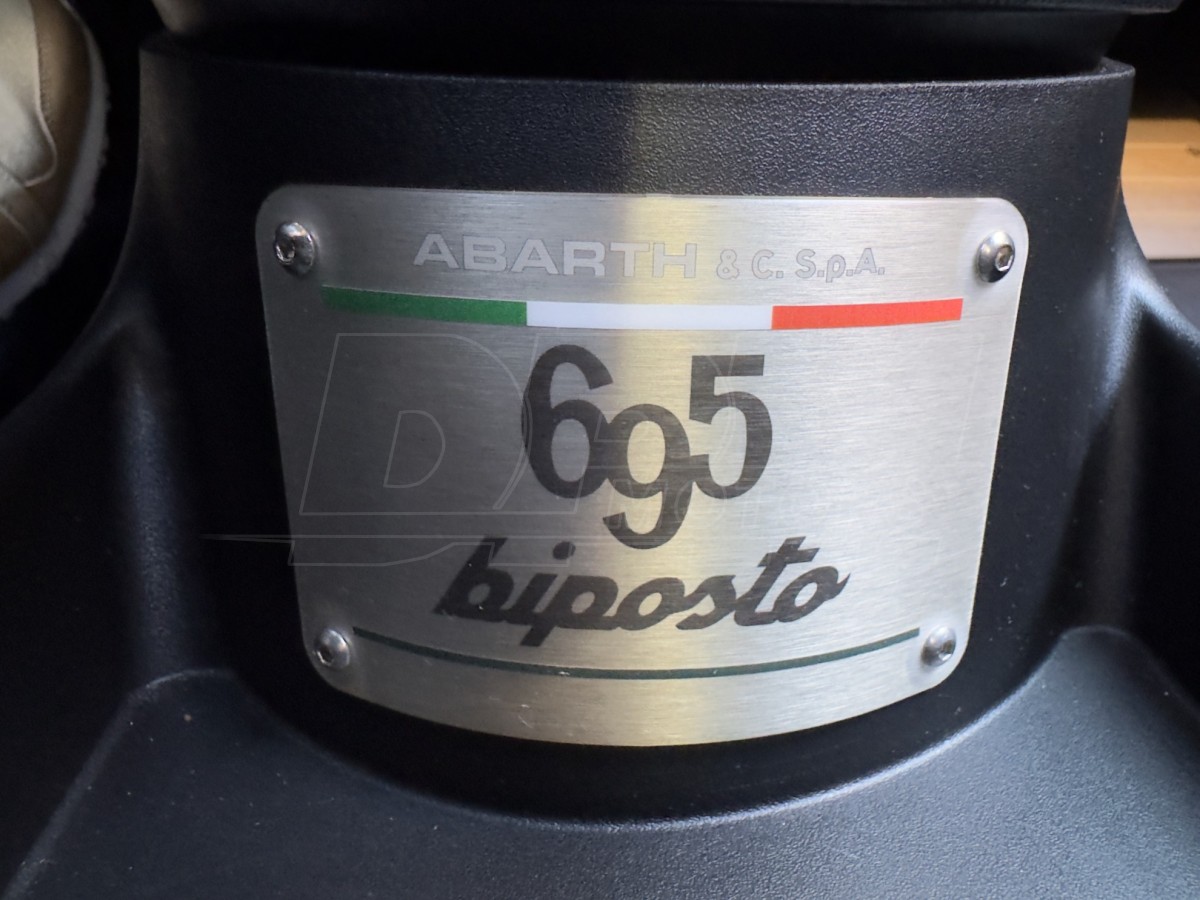 ABARTH & C. S.p.A.
695
biposto